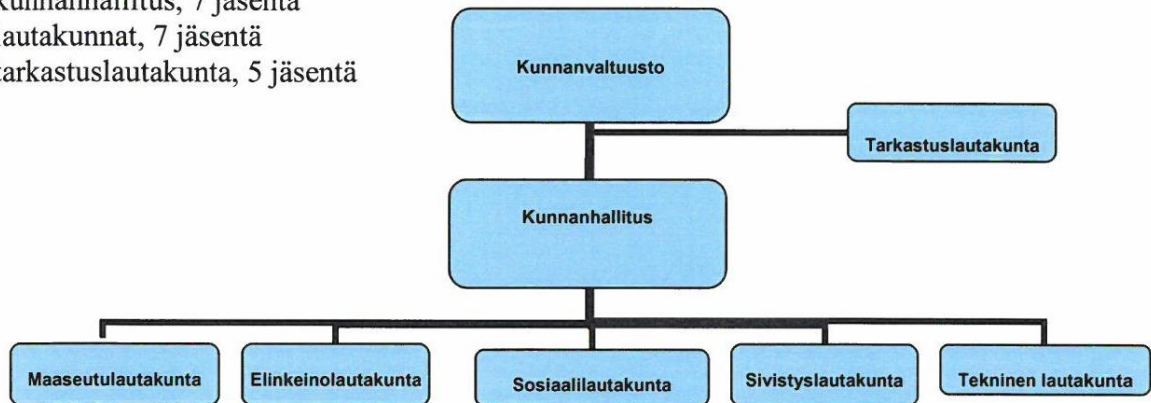 kunnanhallitus, 7 jäsentä
lautakunnat, 7 jäsentä
tarkastuslautakunta, 5 jäsentä
Kunnanvaltuusto
Tarkastuslautakunta
Kunnanhallitus
Maaseutulautakunta
Elinkeinolautakunta
Sosiaalilautakunta
Sivistyslautakunta
Tekninen lautakunta